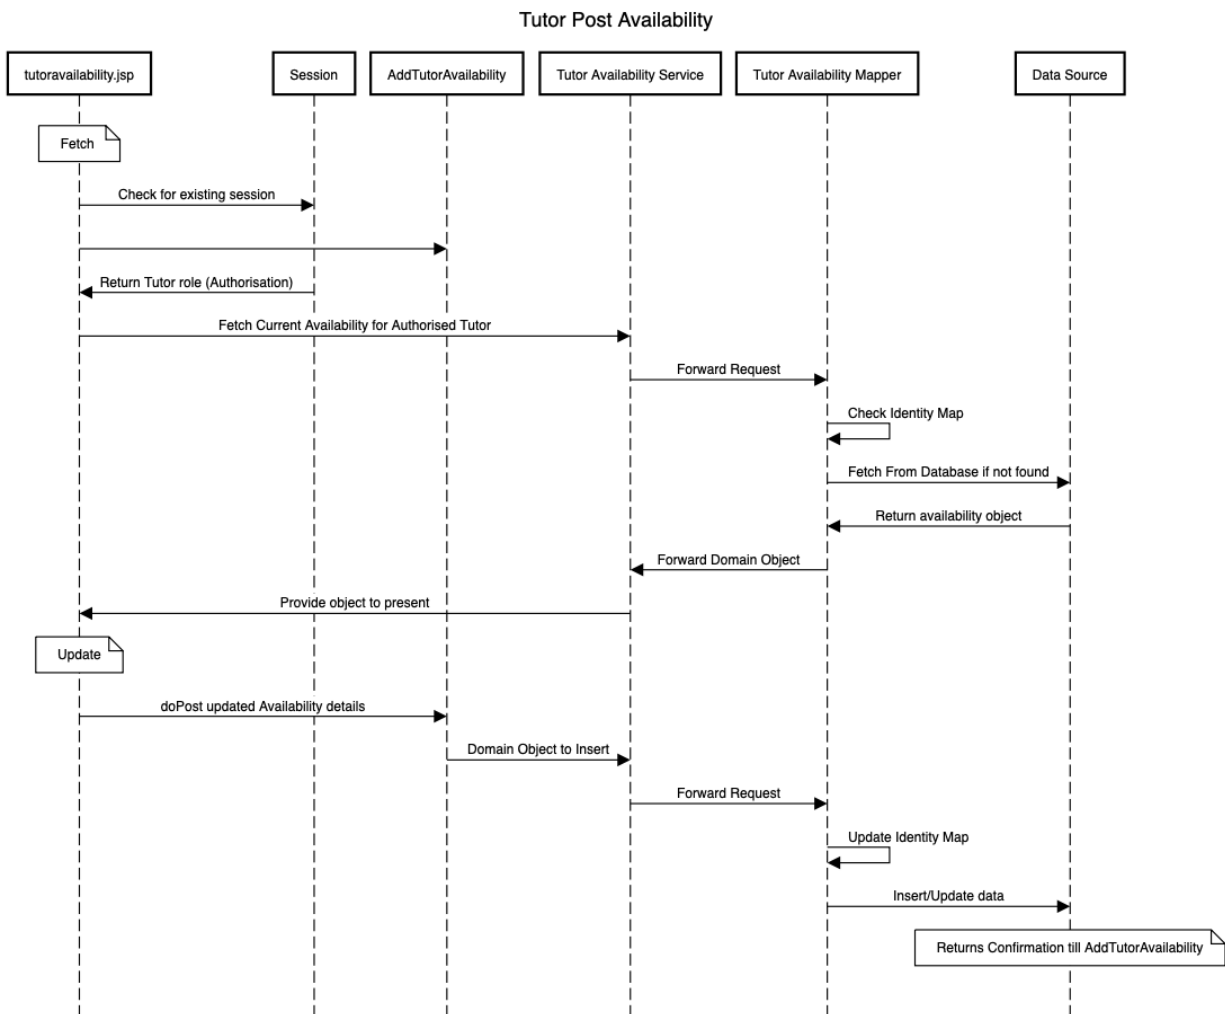 Tutor Post Availability
tutoravailability.jsp
Session
AddTutorAvailability
Tutor Availability Service
Tutor Availability Mapper
Data Source
Fetch
Check for existing session
Return Tutor role (Authorisation)
Fetch Current Availability for Authorised Tutor
Forward Request
Check Identity Map
Fetch From Database if not found
Return availability object
Forward Domain Object
Provide object to present
Update
doPost updated Availability details
Domain Object to Insert
Forward Request
Update Identity Map
Insert/Update data
Returns Confirmation till AddTutorAvailability